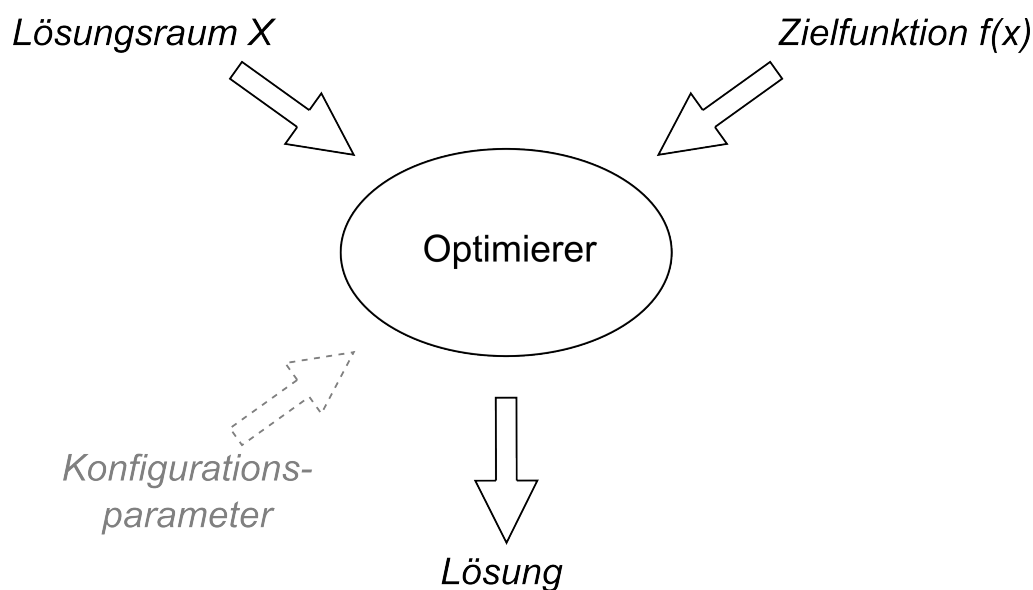 Lösungsraum X
Zielfunktion f(x)
Optimierer
Konfigurations-
parameter
Lösung